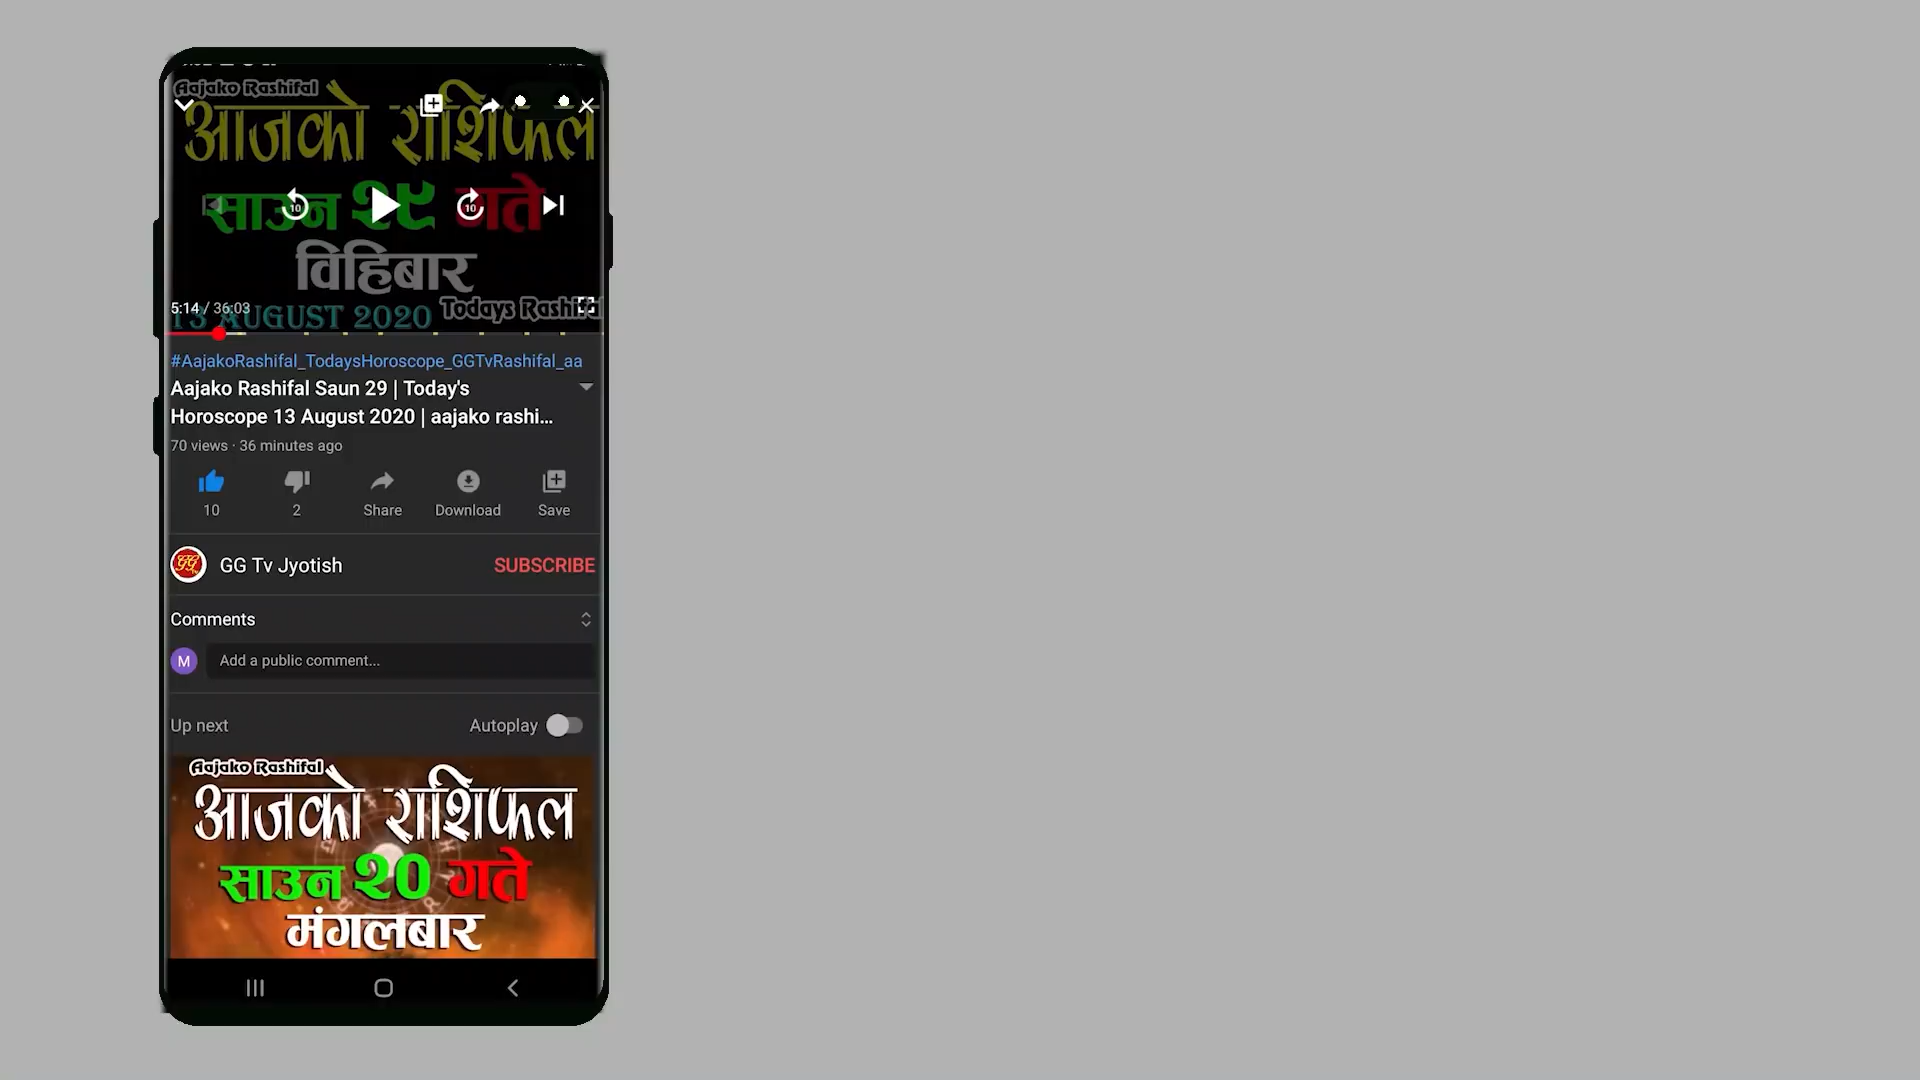 Aajako Rashifal
आजको राशिफल
साउन २९ गते
10
10
विहिबार
5:14 / 36:03
13 AUGUST 2020
Todays Rashifal
#AajakoRashifal_TodaysHoroscope_GGTvRashifal_aa
Aajako Rashifal Saun 29 | Today's
Horoscope 13 August 2020 | aajako rashi...
70 views · 36 minutes ago
10
2
Share
Download
Save
GG Tv Jyotish
SUBSCRIBE
Comments
M
Add a public comment...
Up next
Autoplay
Aajako Rashifal
आजको राशिफल
साउन २० गते
मंगलबार